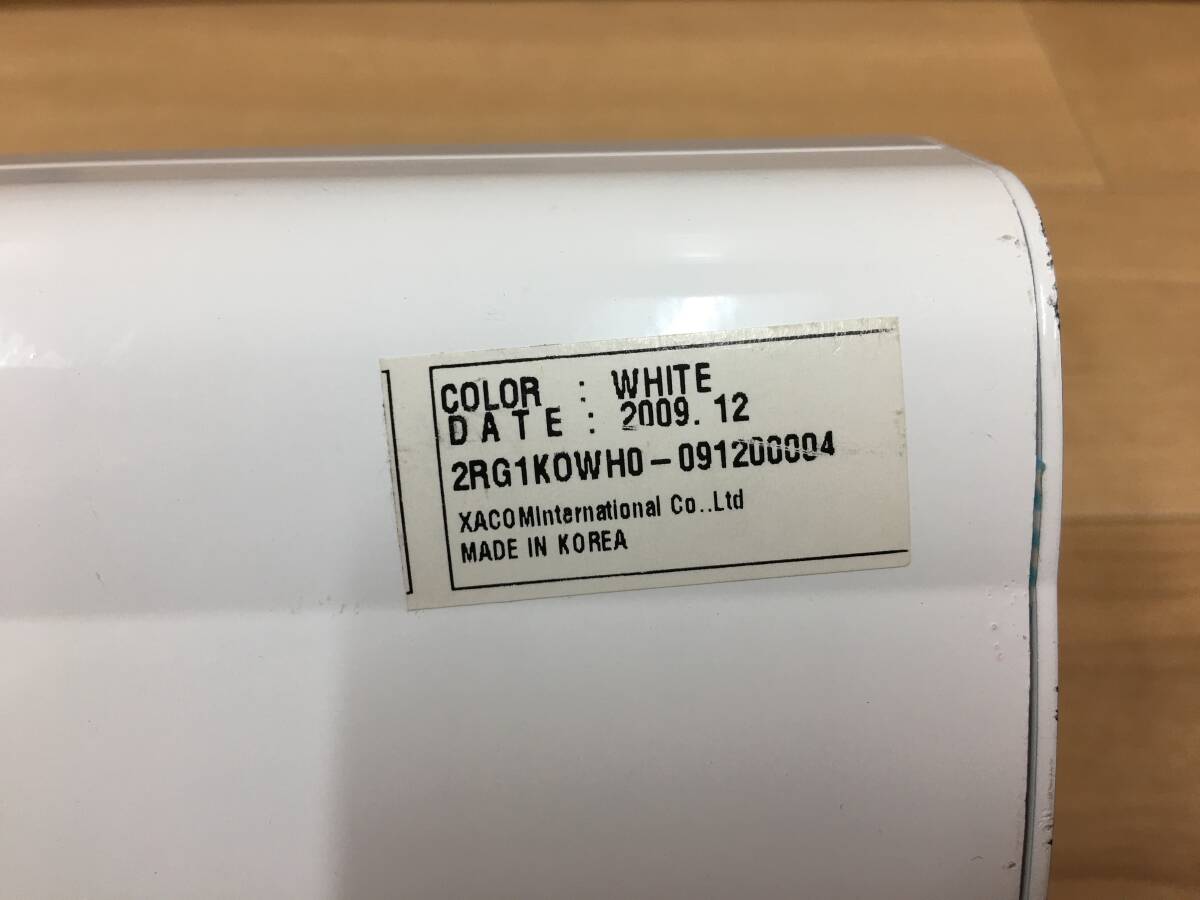 COLOR : WHITE
DATE : 2009. 12
2RG1K0WH0-091200004
XACOMInternational Co..Ltd
MADE IN KOREA